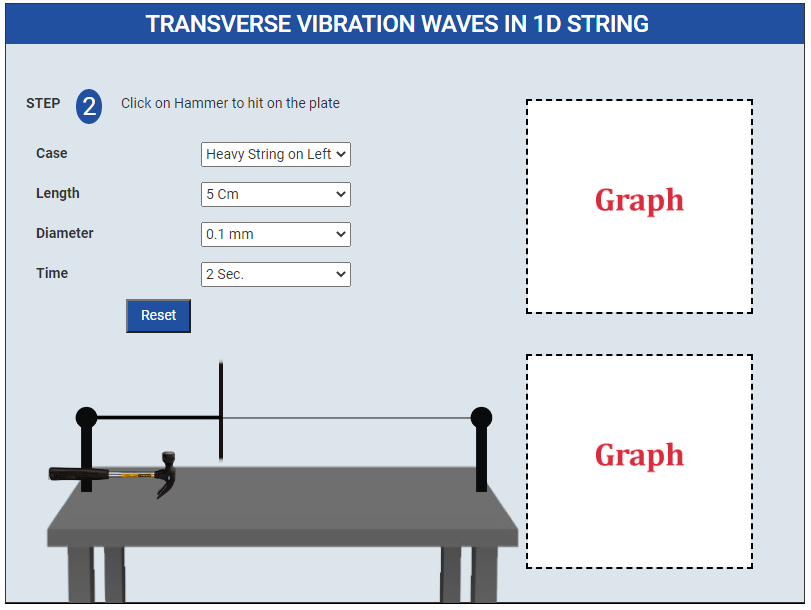 TRANSVERSE VIBRATION WAVES IN 1D STRING
STEP 2 Click on Hammer to hit on the plate
Case Heavy String on Left
Length 5 Cm
Diameter 0.1 mm
Time 2 Sec.
Reset
Graph
Graph